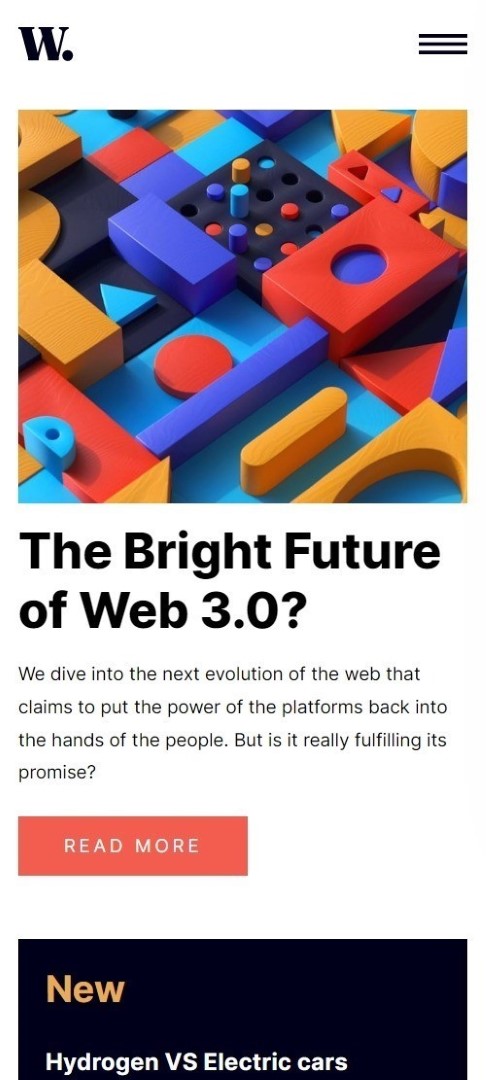 W.
The Bright Future
of Web 3.0?
We dive into the next evolution of the web that
claims to put the power of the platforms back into
the hands of the people. But is it really fulfilling its
promise?
READ MORE
New
Hydrogen VS Electric cars